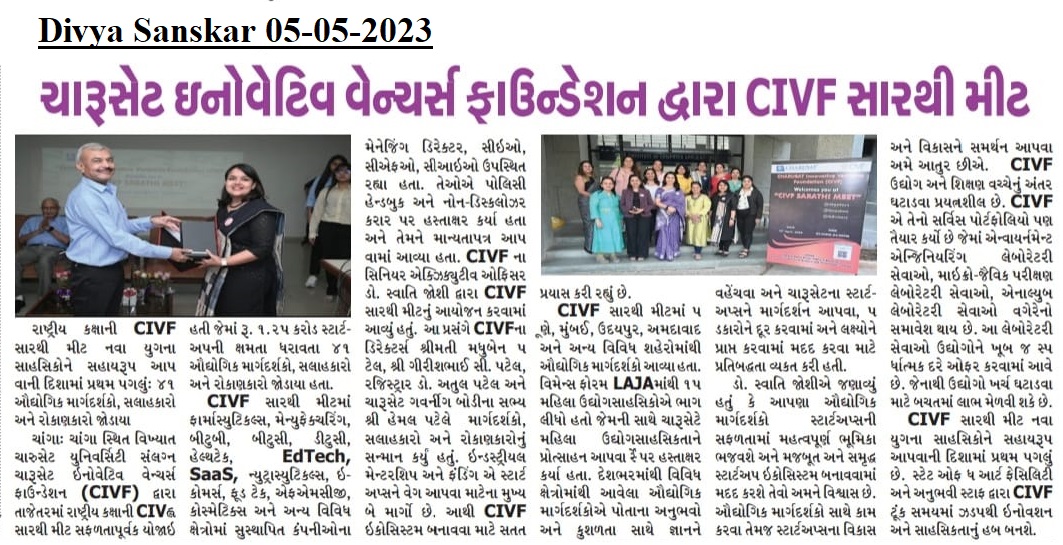 Divya Sanskar 05-05-2023
ચારૂસેટ ઇનોવેટિવ વેન્ચર્સ ફાઉન્ડેશન દ્વારા CIVF સારથી મીટ
રાષ્ટ્રીય કક્ષાની CIVF
સારથી મીટ નવા યુગના
સાહસિકોને સહાયરૂપ આપ
વાની દિશામાં પ્રથમ પગલું: ૪૧
ઔદ્યોગિક માર્ગદર્શકો, સલાહકારો
અને રોકાણકારો જોડાયા
ચાંગાઃ ચાંગા સ્થિત વિખ્યાત
ચારુસેટ યુનિવર્સિટી સંલગ્ન
ચારૂસેટ ઇનોવેટિવ વેન્ચર્સ
ફાઉન્ડેશન (CIVF) દ્વારા
તાજેતરમાં રાષ્ટ્રીય કક્ષાની
સારથી મીટ સફળતાપૂર્વક યોજાઈ
હતી જેમાં રૂ. ૧.૨૫ કરોડ સ્ટાર્ટ-
અપની ક્ષમતા ધરાવતા ૪૧
ઔદ્યોગિક માર્ગદર્શકો, સલાહકારો
અને રોકાણકારો જોડાયા હતા.
CIVF સારથી મીટમાં
ફાર્માસ્યુટિકલ્સ, મેન્યુફેક્ચરિંગ,
બીટુબી, બીટુસી, ડીટુસી,
હેલ્થટેક, EdTech,
SaaS, ન્યુટ્રાસ્યુટિકલ્સ, ઇ-
કોમર્સ, ફૂડ ટેક, એફએમસીજી,
કોસ્મેટિક્સ અને અન્ય વિવિધ
ક્ષેત્રોમાં સુસ્થાપિત કંપનીઓના
મેનેજિંગ ડિરેક્ટર, સીઇઓ,
સીએફઓ, સીઆઇઓ ઉપસ્થિત
રહ્યા હતા. તેઓએ પોલિસી
હેન્ડબુક અને નોન-ડિસ્કલોઝર
કરાર પર હસ્તાક્ષર કર્યા હતા
અને તેમને માન્યતાપત્ર આપ
વામાં આવ્યા હતા. CIVF ના
સિનિયર એક્ઝિક્યુટીવ ઓફિસર
ડો. સ્વાતિ જોશી દ્વારા CIVF
સારથી મીટનું આયોજન કરવામાં
આવ્યું હતું. આ પ્રસંગે CIVFના
ડિરેક્ટર્સ શ્રીમતી મધુબેન પ
ટેલ, શ્રી ગીરીશભાઈ સી. પટેલ,
રજિસ્ટ્રાર ડો. અતુલ પટેલ અને
ચારૂસેટ ગવર્નીંગ બોડીના સભ્ય
શ્રી હેમલ પટેલે માર્ગદર્શકો,
સલાહકારો અને રોકાણકારોનું
સન્માન કર્યું હતું. ઇન્ડસ્ટ્રીયલ
મેન્ટરશિપ અને ફંડિંગ એ સ્ટાર્ટ
અપ્સને વેગ આપવા માટેના મુખ્ય
બે માર્ગો છે. આથી CIVF
ઇકોસિસ્ટમ બનાવવા માટે સતત
CHARUSAT Innovative Ventures
Foundation (CIVF)
Welcomes you at
"CIVF SARATHI MEET"
પ્રયાસ કરી રહ્યું છે.
CIVF સારથી મીટમાં પ
ૂણે, મુંબઈ, ઉદયપુર, અમદાવાદ
અને અન્ય વિવિધ શહેરોમાંથી
ઔદ્યોગિક માર્ગદર્શકો આવ્યા હતા.
વિમેન્સ ફોરમ LAJAમાંથી ૧૫
મહિલા ઉદ્યોગસાહસિકોએ ભાગ
લીધો હતો જેમની સાથે ચારૂસેટે
મહિલા ઉદ્યોગસાહસિકતાને
પ્રોત્સાહન આપવા પર હસ્તાક્ષર
કર્યા હતા. દેશભરમાંથી વિવિધ
ક્ષેત્રોમાંથી આવેલા ઔદ્યોગિક
માર્ગદર્શકોએ પોતાના અનુભવો
અને કુશળતા સાથે જ્ઞાનને
વહેંચવા અને ચારૂસેટના સ્ટાર્ટ-
અપ્સને માર્ગદર્શન આપવા, પ
ડકારોને દૂર કરવામાં અને લક્ષ્યોને
પ્રાપ્ત કરવામાં મદદ કરવા માટે
પ્રતિબદ્ધતા વ્યકત કરી હતી.
ડો. સ્વાતિ જોશીએ જણાવ્યું
હતું કે આપણા ઔદ્યોગિક
માર્ગદર્શકો સ્ટાર્ટઅપ્સની
સફળતામાં મહત્વપૂર્ણ ભૂમિકા
ભજવશે અને મજબૂત અને સમૃદ્ધ
સ્ટાર્ટઅપ ઇકોસિસ્ટમ બનાવવામાં
મદદ કરશે તેવો અમને વિશ્વાસ છે.
ઔદ્યોગિક માર્ગદર્શકો સાથે કામ
કરવા તેમજ સ્ટાર્ટઅપ્સના વિકાસ
અને વિકાસને સમર્થન આપવા
અમે આતુર છીએ. CIVF
ઉદ્યોગ અને શિક્ષણ વચ્ચેનું અંતર
ઘટાડવા પ્રયત્નશીલ છે. CIVF
એ તેનો સર્વિસ પોર્ટફોલિયો પણ
તૈયાર કર્યો છે જેમાં એન્વાયર્નમેન્ટ
એન્જિનિયરિંગ લેબોરેટરી
સેવાઓ, માઇક્રો-જૈવિક પરીક્ષણ
લેબોરેટરી સેવાઓ, એનાલ્યુબ
લેબોરેટરી સેવાઓ વગેરેનો
સમાવેશ થાય છે. આ લેબોરેટરી
સેવાઓ ઉદ્યોગોને ખૂબ જ સ્પ
ર્ધાત્મક દરે ઓફર કરવામાં આવે
છે. જેનાથી ઉદ્યોગો ખર્ચ ઘટાડવા
માટે બચતમાં લાભ મેળવી શકે છે.
CIVF સારથી મીટ નવા
યુગના સાહસિકોને સહાયરૂપ
આપવાની દિશામાં પ્રથમ પગલું
છે. સ્ટેટ ઓફ ધ આર્ટ ફેસિલિટી
અને અનુભવી સ્ટાફ દ્વારા CIVF
ટૂંક સમયમાં ઝડપથી ઇનોવેશન
અને સાહસિકતાનું હબ બનશે.